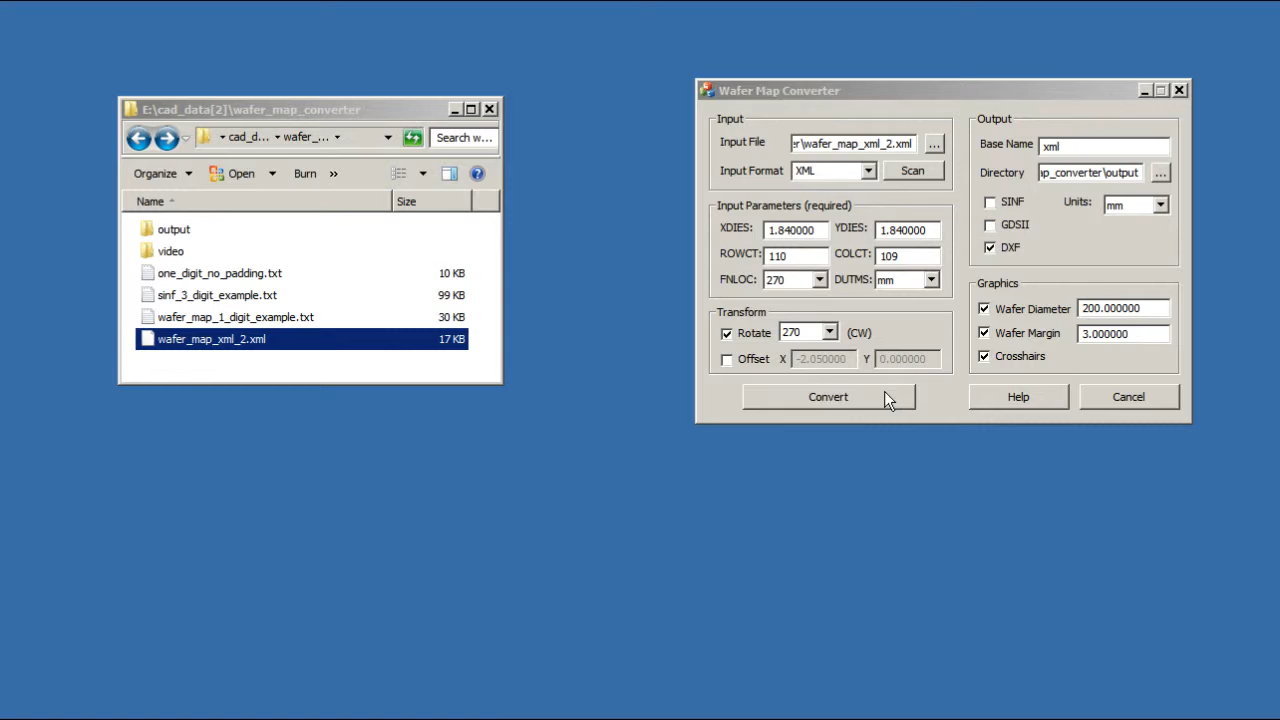 E:\cad_data[2]\wafer_map_converter
cad_d... wafer_... Search w...
Organize Open Burn »
Name Size
output
video
one_digit_no_padding.txt 10 KB
sinf_3_digit_example.txt 99 KB
wafer_map_1_digit_example.txt 30 KB
wafer_map_xml_2.xml 17 KB
Wafer Map Converter
Input
Input File er\wafer_map_xml_2.xml ...
Input Format XML Scan
Input Parameters (required)
XDIES: 1.840000 YDIES: 1.840000
ROWCT: 110 COLCT: 109
FNLOC: 270 DUTMS: mm
Transform
Rotate 270 (CW)
Offset X -2.050000 Y 0.000000
Convert
Output
Base Name xml
Directory ap_converter\output ...
SINF Units: mm
GDSII
DXF
Graphics
Wafer Diameter 200.000000
Wafer Margin 3.000000
Crosshairs
Help Cancel